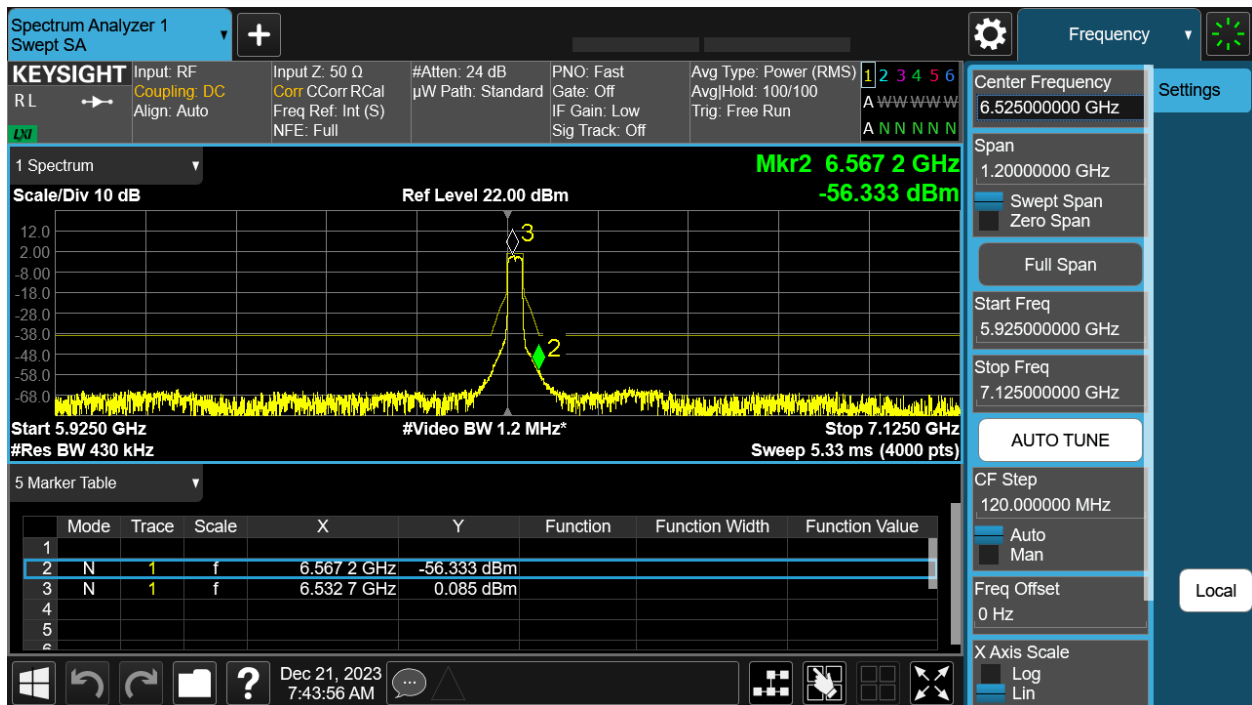 Spectrum Analyzer 1
Swept SA
+
Frequency
KEYSIGHT
RL
LXI
Input: RF
Coupling: DC
Align: Auto
Input Z: 50 Ω
Corr CCorr RCal
Freq Ref: Int (S)
NFE: Full
#Atten: 24 dB
µW Path: Standard
PNO: Fast
Gate: Off
IF Gain: Low
Sig Track: Off
Avg Type: Power (RMS)
Avg|Hold: 100/100
Trig: Free Run
1 2 3 4 5 6
A W W W W W
A N N N N N
1 Spectrum
Mkr2 6.567 2 GHz
Scale/Div 10 dB
Ref Level 22.00 dBm
-56.333 dBm
12.0
2.00
-8.00
-18.0
-28.0
-38.0
-48.0
-58.0
-68.0
3
2
Start 5.9250 GHz
#Video BW 1.2 MHz*
Stop 7.1250 GHz
#Res BW 430 kHz
Sweep 5.33 ms (4000 pts)
5 Marker Table
Mode Trace Scale X Y Function Function Width Function Value
1
2 N 1 f 6.567 2 GHz -56.333 dBm
3 N 1 f 6.532 7 GHz 0.085 dBm
4
5
6
?
Dec 21, 2023
7:43:56 AM
Center Frequency
6.525000000 GHz
Span
1.20000000 GHz
Swept Span
Zero Span
Full Span
Start Freq
5.925000000 GHz
Stop Freq
7.125000000 GHz
AUTO TUNE
CF Step
120.000000 MHz
Auto
Man
Freq Offset
0 Hz
X Axis Scale
Log
Lin
Settings
Local